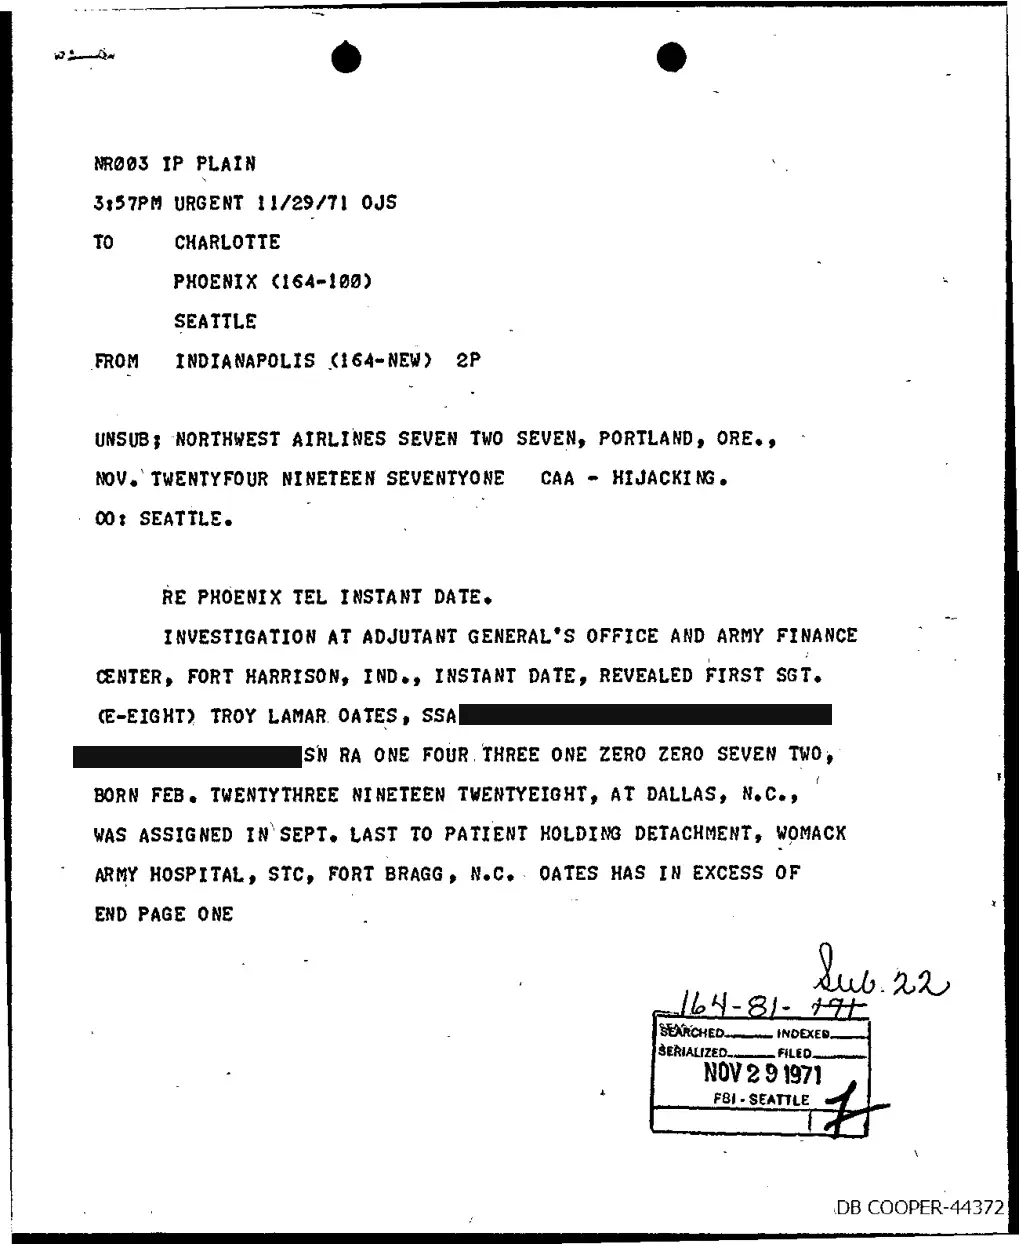 NR003 IP PLAIN
3:57PM URGENT 11/29/71 OJS
TO CHARLOTTE
PHOENIX (164-100)
SEATTLE
FROM INDIANAPOLIS (164-NEW) 2P
UNSUB; NORTHWEST AIRLINES SEVEN TWO SEVEN, PORTLAND, ORE.,
NOV. TWENTYFOUR NINETEEN SEVENTYONE CAA - HIJACKING.
OO: SEATTLE.
RE PHOENIX TEL INSTANT DATE.
INVESTIGATION AT ADJUTANT GENERAL'S OFFICE AND ARMY FINANCE
CENTER, FORT HARRISON, IND., INSTANT DATE, REVEALED FIRST SGT.
(E-EIGHT) TROY LAMAR OATES, SSA
SN RA ONE FOUR THREE ONE ZERO ZERO SEVEN TWO,
BORN FEB. TWENTYTHREE NINETEEN TWENTYEIGHT, AT DALLAS, N.C.,
WAS ASSIGNED IN SEPT. LAST TO PATIENT HOLDING DETACHMENT, WOMACK
ARMY HOSPITAL, STC, FORT BRAGG, N.C. OATES HAS IN EXCESS OF
END PAGE ONE
Sub. 22
164-81-
SEARCHED INDEXED
SERIALIZED FILED
NOV 29 1971
FBI - SEATTLE
DB COOPER-44372